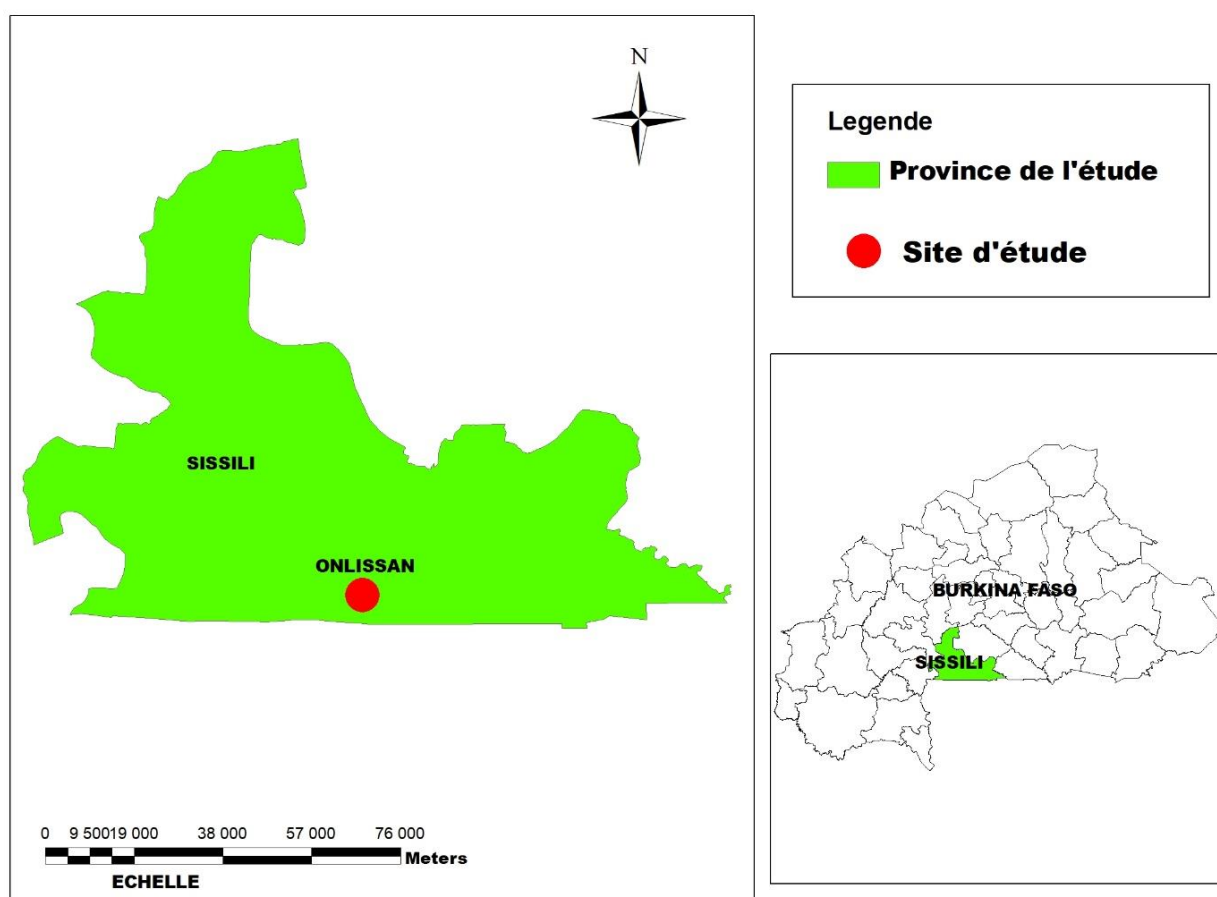 N
SISSILI
ONLISSAN
0 9 50019 000 38 000 57 000 76 000
Meters
ECHELLE
Legende
Province de l'étude
Site d'étude
BURKINA FASO
SISSILI